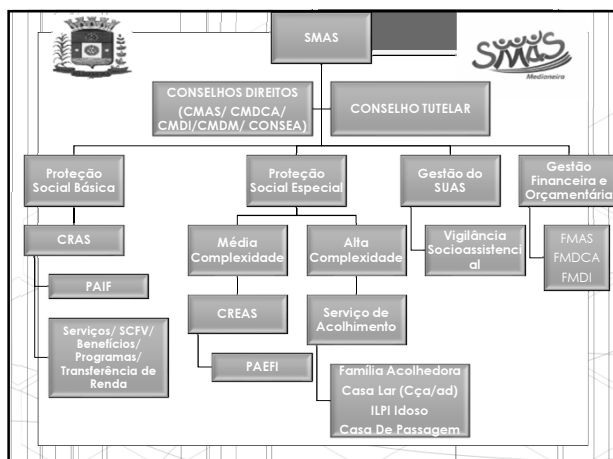 SMAS
SMAS
Medianeira
CONSELHOS DIREITOS
(CMAS/ CMDCA/
CMDI/CMDM/ CONSEA)
CONSELHO TUTELAR
Proteção
Social Básica
Proteção
Social Especial
Gestão do
SUAS
Gestão
Financeira e
Orçamentária
CRAS
Média
Complexidade
Alta
Complexidade
Vigilância
Socioassistenci
al
FMAS
FMDCA
FMDI
PAIF
CREAS
Serviço de
Acolhimento
Serviços/ SCFV/
Benefícios/
Programas/
Transferência de
Renda
PAEFI
Família Acolhedora
Casa Lar (Cça/ad)
ILPI Idoso
Casa De Passagem